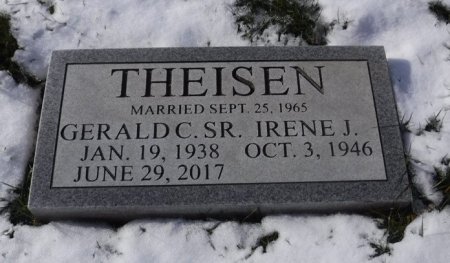 THEISEN
MARRIED SEPT. 25, 1965
GERALD C. SR. IRENE J.
JAN. 19, 1938 OCT. 3, 1946
JUNE 29, 2017